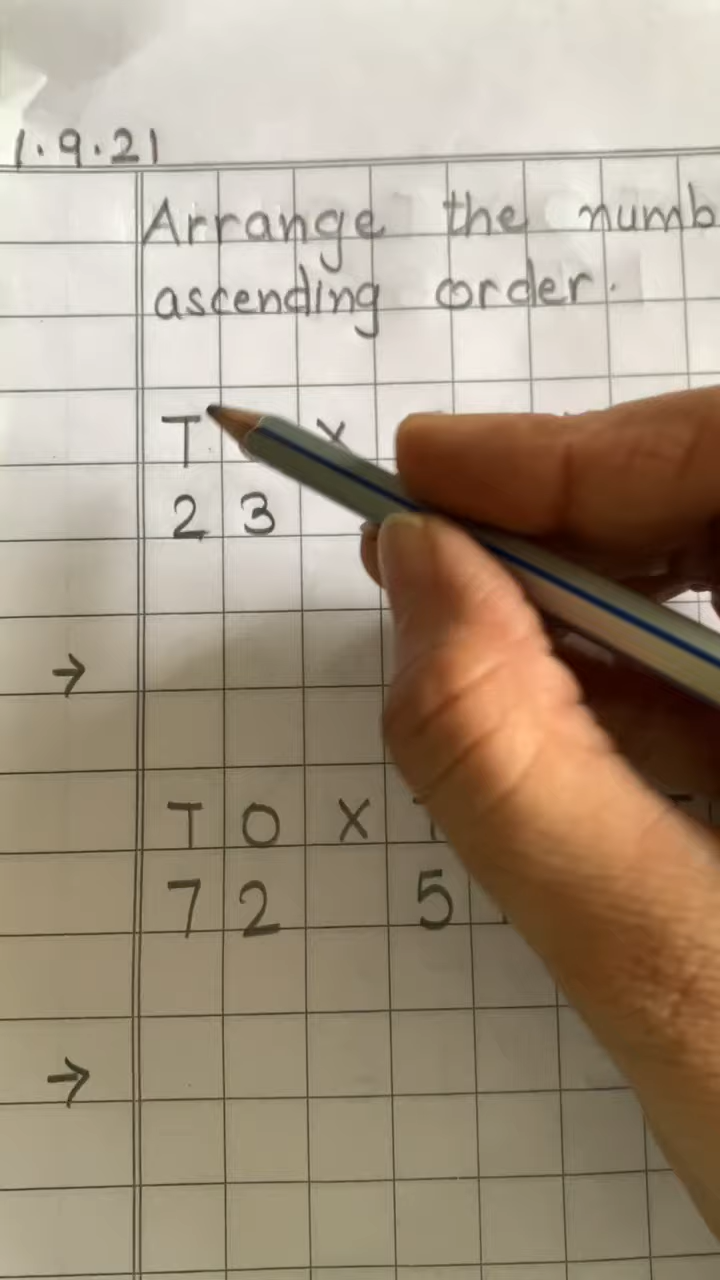 1.9.21
Arrange the numb
ascending order.
T X
2 3
→
T O X T
7 2 5
→